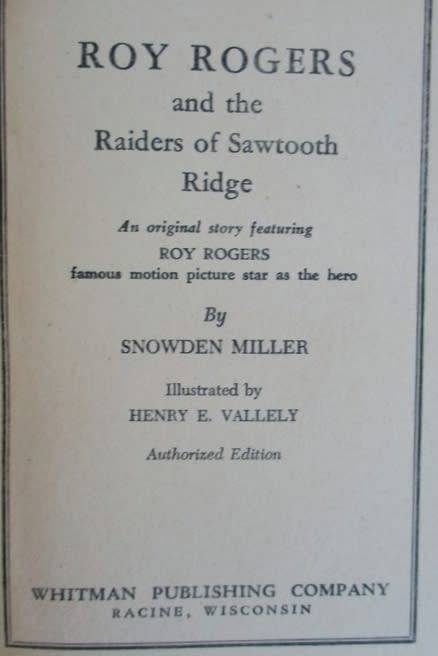 ROY ROGERS
and the
Raiders of Sawtooth
Ridge
An original story featuring
ROY ROGERS
famous motion picture star as the hero
By
SNOWDEN MILLER
Illustrated by
HENRY E. VALLELY
Authorized Edition
WHITMAN PUBLISHING COMPANY
RACINE, WISCONSIN